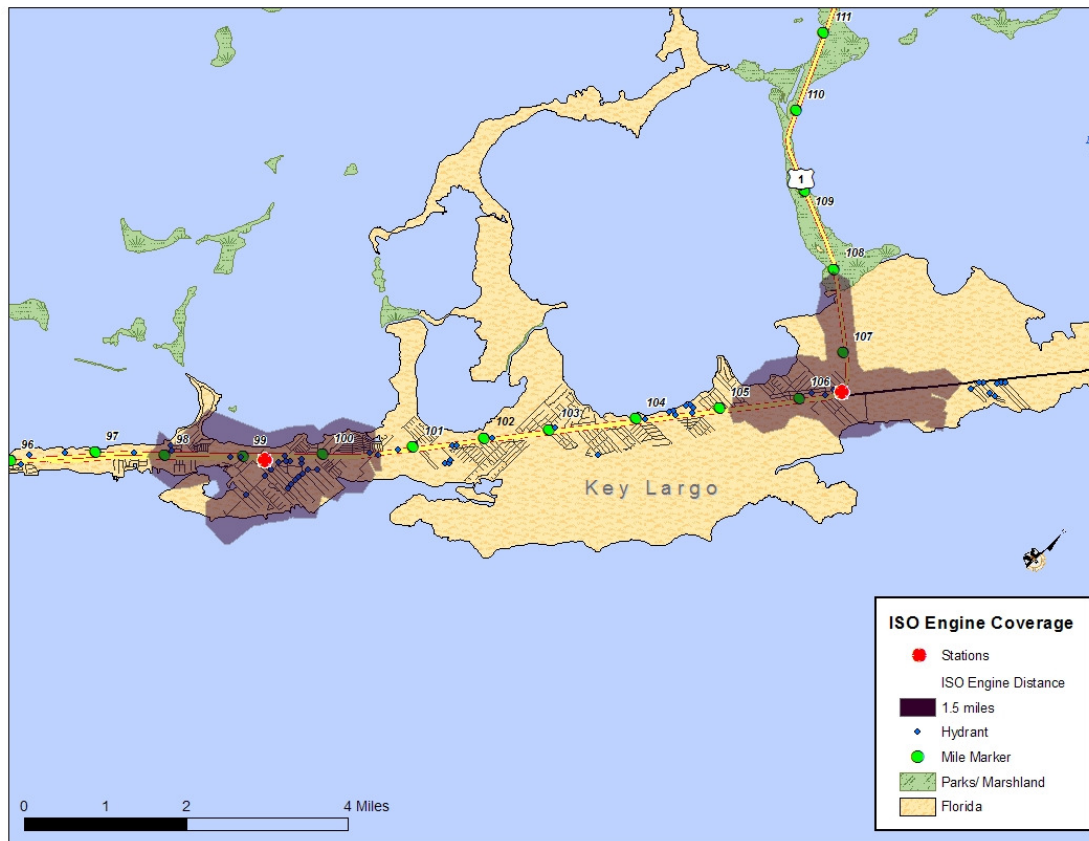 111
110
1
109
108
107
106
105
104
103
102
101
100
99
98
97
96
Key Largo
ISO Engine Coverage
Stations
ISO Engine Distance
1.5 miles
Hydrant
Mile Marker
Parks/ Marshland
Florida
0 1 2 4 Miles